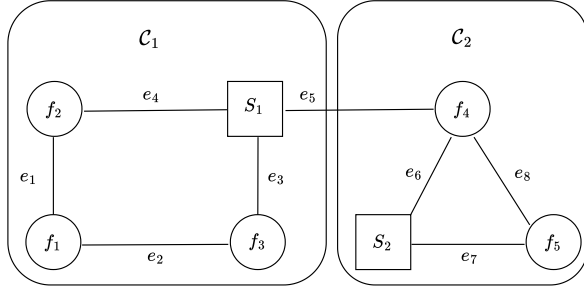 𝒞₁ 𝒞₂
f₂ e₄ S₁ e₅ f₄
e₁ e₃ e₆ e₈
f₁ e₂ f₃ S₂ e₇ f₅